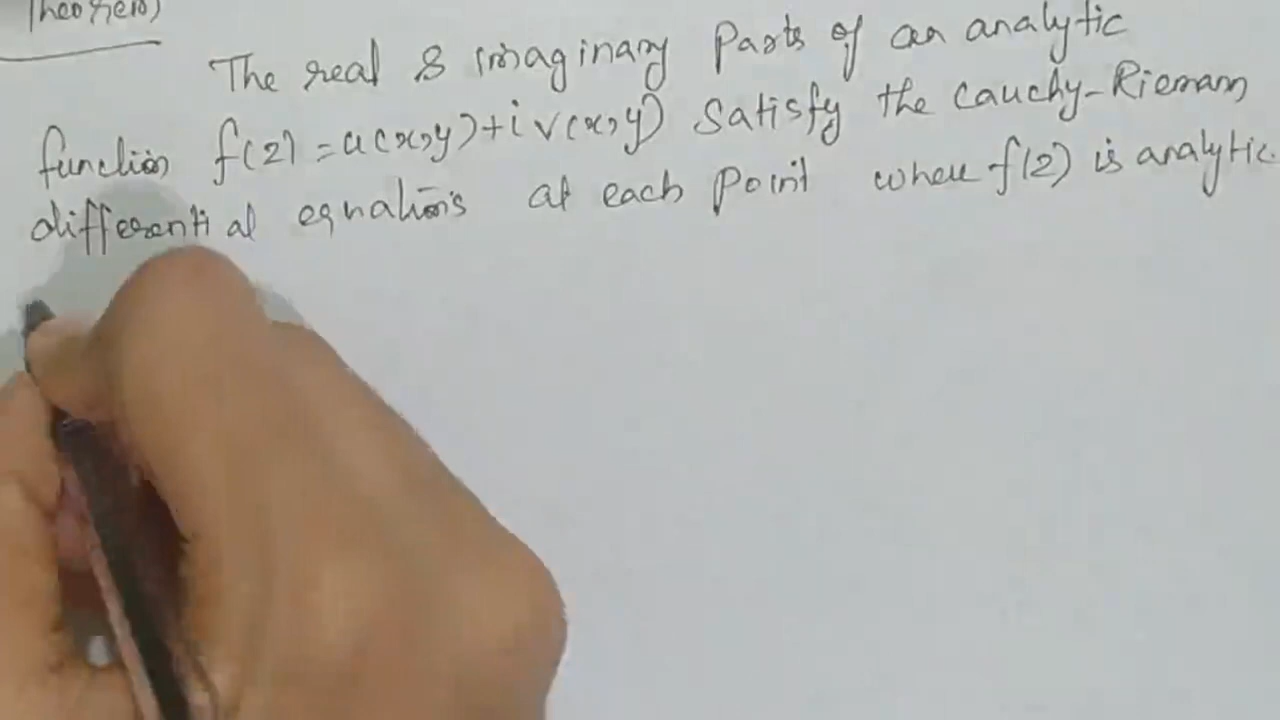 Theorem
The real & imaginary parts of an analytic
function f(z) = u(x,y) + i v(x,y) satisfy the Cauchy-Riemann
differential equations at each point where f(z) is analytic.